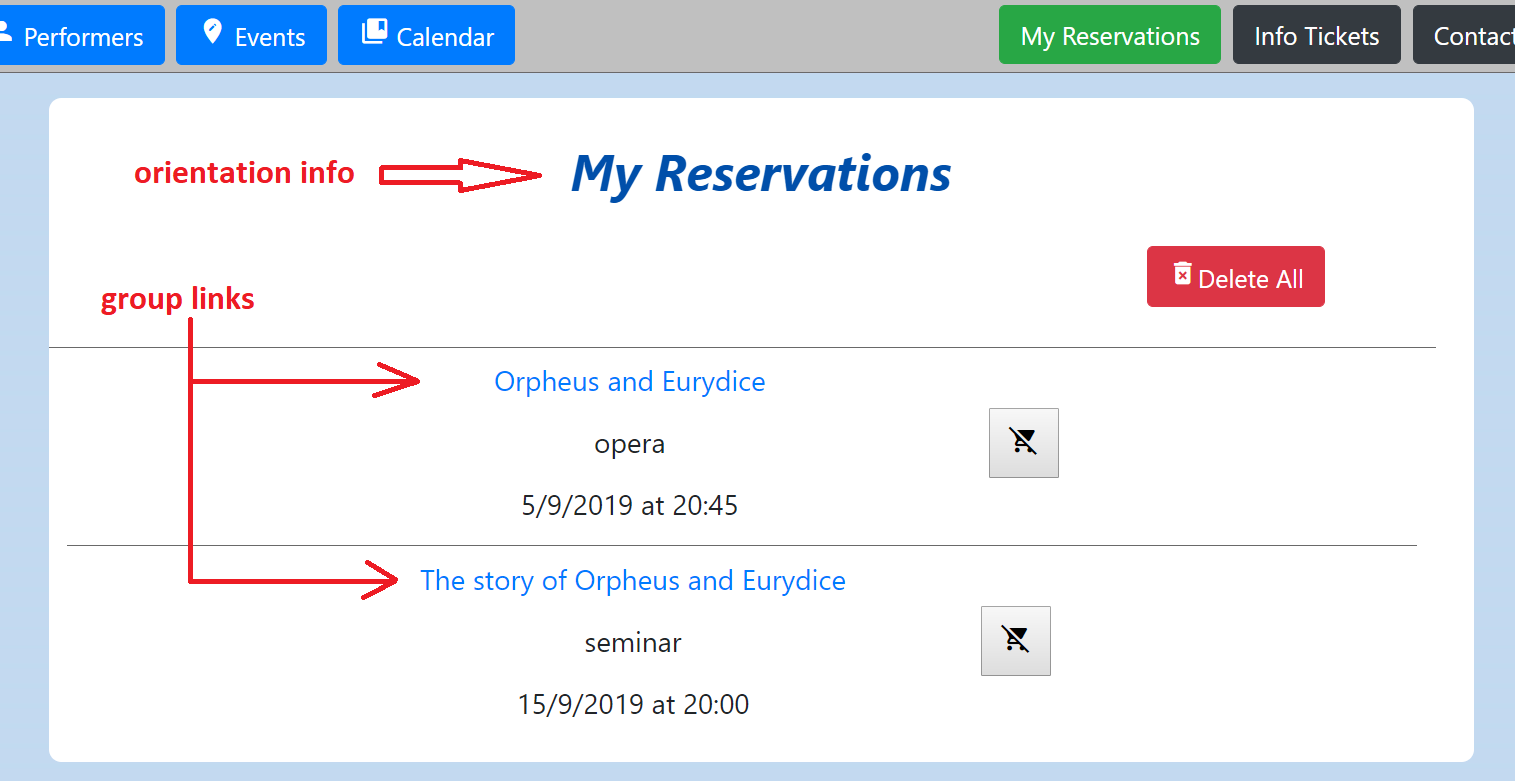 Performers Events Calendar My Reservations Info Tickets Contact
orientation info My Reservations
Delete All
group links
Orpheus and Eurydice
opera
5/9/2019 at 20:45
The story of Orpheus and Eurydice
seminar
15/9/2019 at 20:00